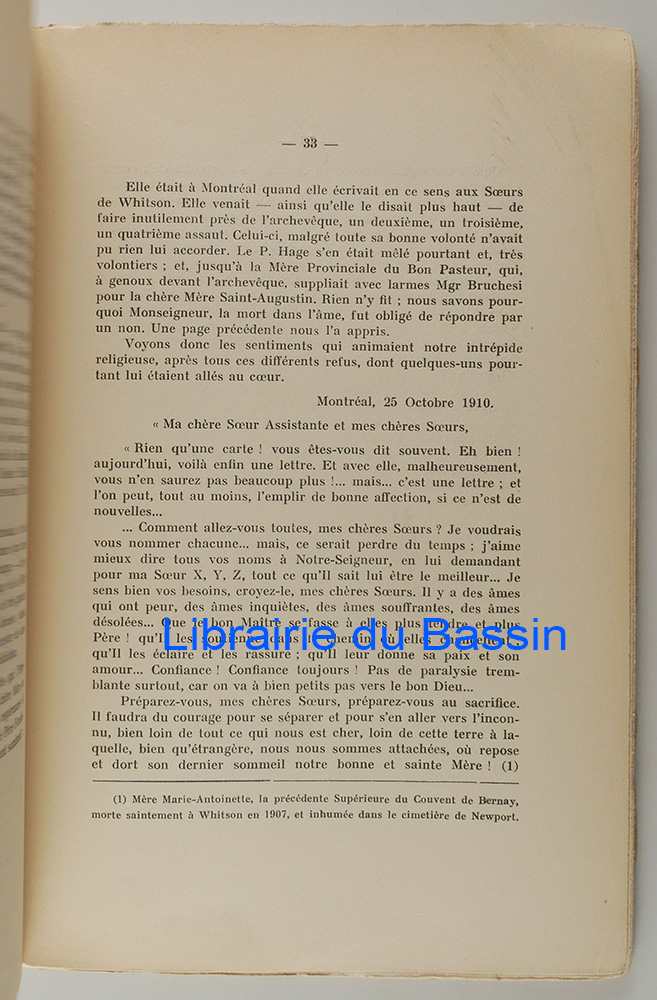 — 33 —
Elle était à Montréal quand elle écrivait en ce sens aux Sœurs
de Whitson. Elle venait — ainsi qu'elle le disait plus haut — de
faire inutilement près de l'archevêque, un deuxième, un troisième,
un quatrième assaut. Celui-ci, malgré toute sa bonne volonté n'avait
pu rien lui accorder. Le P. Hage s'en était mêlé pourtant et, très
volontiers ; et, jusqu'à la Mère Provinciale du Bon Pasteur, qui,
à genoux devant l'archevêque, suppliait avec larmes Mgr Bruchesi
pour la chère Mère Saint-Augustin. Rien n'y fit ; nous savons pour-
quoi Monseigneur, la mort dans l'âme, fut obligé de répondre par
un non. Une page précédente nous l'a appris.
Voyons donc les sentiments qui animaient notre intrépide
religieuse, après tous ces différents refus, dont quelques-uns pour-
tant lui étaient allés au cœur.
Montréal, 25 Octobre 1910.
« Ma chère Sœur Assistante et mes chères Sœurs,
« Rien qu'une carte ! vous êtes-vous dit souvent. Eh bien !
aujourd'hui, voilà enfin une lettre. Et avec elle, malheureusement,
vous n'en saurez pas beaucoup plus !... mais... c'est une lettre ; et
l'on peut, tout au moins, l'emplir de bonne affection, si ce n'est de
nouvelles...
... Comment allez-vous toutes, mes chères Sœurs ? Je voudrais
vous nommer chacune... mais, ce serait perdre du temps ; j'aime
mieux dire tous vos noms à Notre-Seigneur, en lui demandant
pour ma Sœur X, Y, Z, tout ce qu'Il sait lui être le meilleur... Je
sens bien vos besoins, croyez-le, mes chères Sœurs. Il y a des âmes
qui ont peur, des âmes inquiètes, des âmes souffrantes, des âmes
désolées... Que le bon Maître se fasse à elles plus tendre et plus
Père ! qu'Il les soutienne dans le chemin où elles
Librairie du Bassin
qu'Il les éclaire et les rassure ; qu'Il leur donne sa paix et son
amour... Confiance ! Confiance toujours ! Pas de paralysie trem-
blante surtout, car on va à bien petits pas vers le bon Dieu...
Préparez-vous, mes chères Sœurs, préparez-vous au sacrifice.
Il faudra du courage pour se séparer et pour s'en aller vers l'incon-
nu, bien loin de tout ce qui nous est cher, loin de cette terre à la-
quelle, bien qu'étrangère, nous nous sommes attachées, où repose
et dort son dernier sommeil notre bonne et sainte Mère ! (1)
(1) Mère Marie-Antoinette, la précédente Supérieure du Couvent de Bernay,
morte saintement à Whitson en 1907, et inhumée dans le cimetière de Newport.